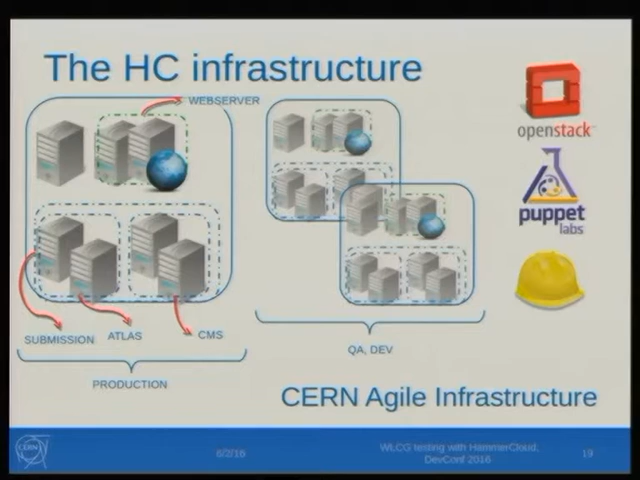 The HC infrastructure
WEBSERVER
openstack
puppet
labs
SUBMISSION
ATLAS
CMS
QA, DEV
PRODUCTION
CERN Agile Infrastructure
CERN
6/2/16
WLCG testing with HammerCloud,
DevConf 2016
19